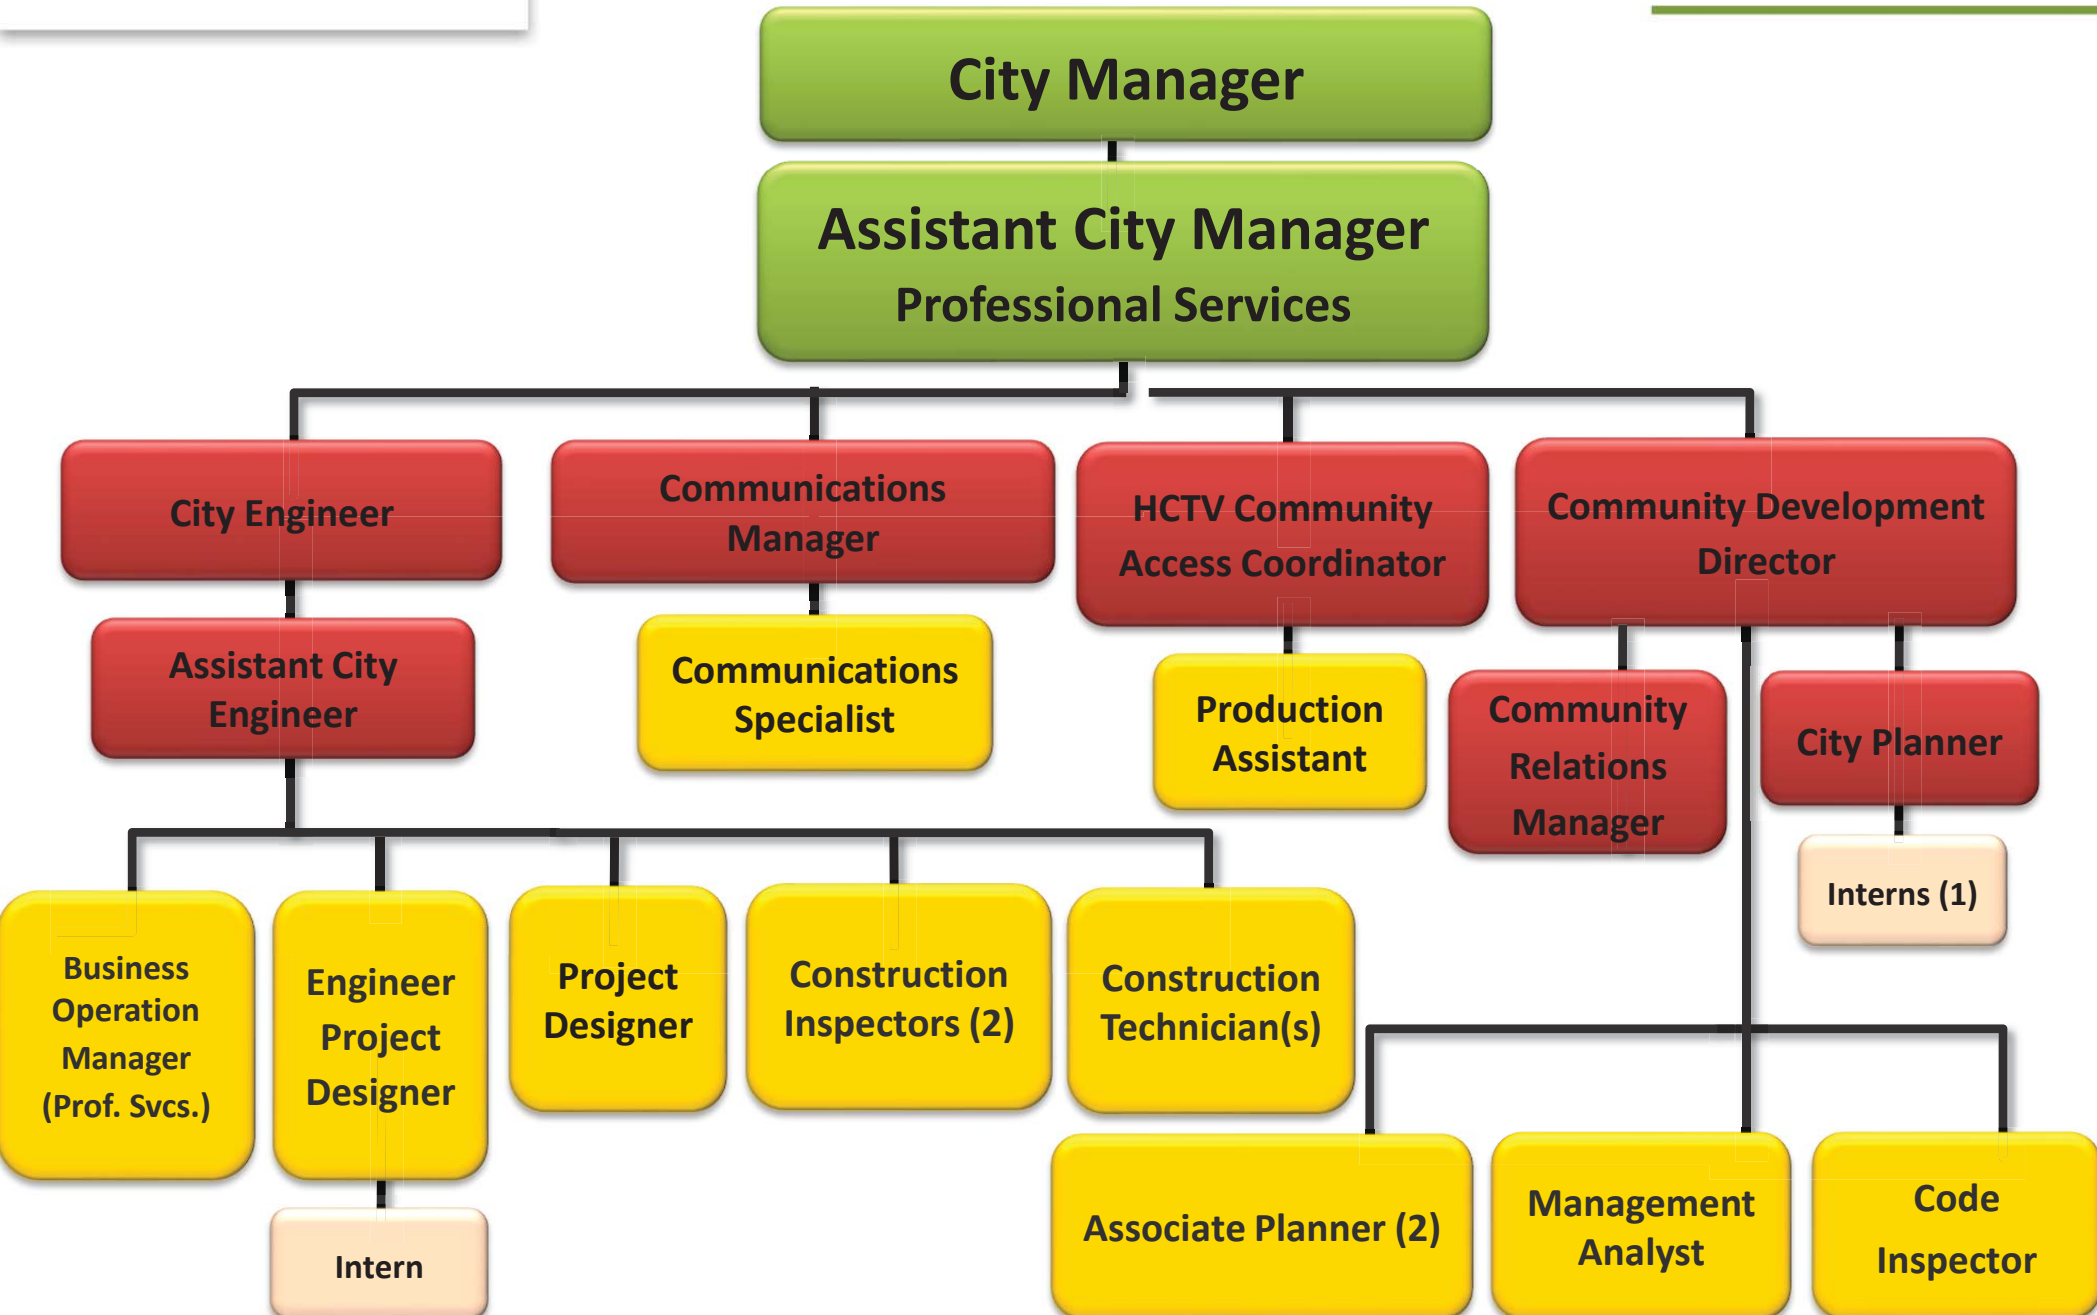 City Manager
Assistant City Manager
Professional Services
City Engineer
Communications
Manager
HCTV Community
Access Coordinator
Community Development
Director
Assistant City
Engineer
Communications
Specialist
Production
Assistant
Community
Relations
Manager
City Planner
Interns (1)
Business
Operation
Manager
(Prof. Svcs.)
Engineer
Project
Designer
Project
Designer
Construction
Inspectors (2)
Construction
Technician(s)
Intern
Associate Planner (2)
Management
Analyst
Code
Inspector